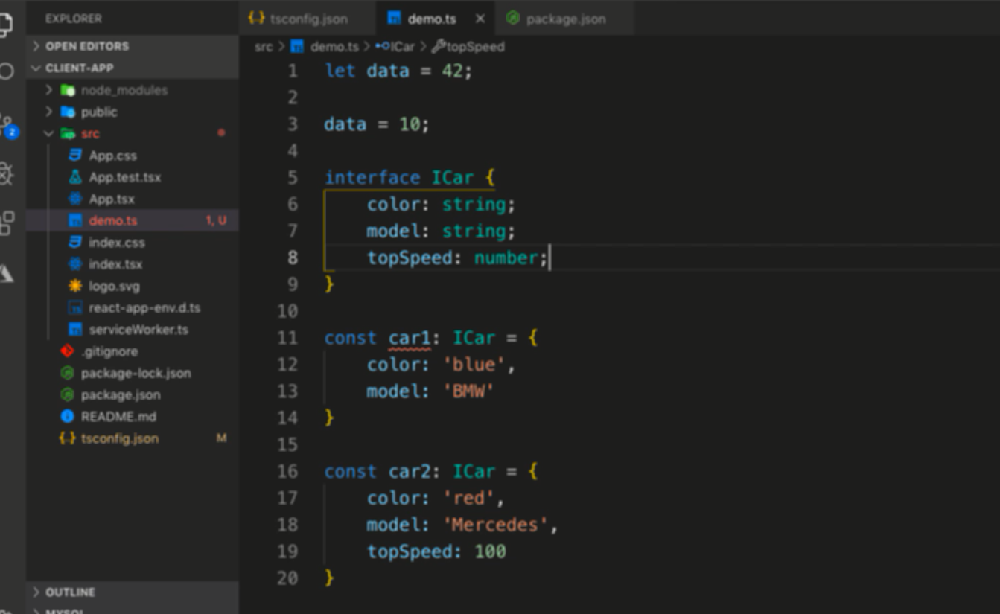 EXPLORER
OPEN EDITORS
CLIENT-APP
node_modules
public
src
App.css
App.test.tsx
App.tsx
demo.ts 1, U
index.css
index.tsx
logo.svg
react-app-env.d.ts
serviceWorker.ts
.gitignore
package-lock.json
package.json
README.md
tsconfig.json M
OUTLINE
MYSQL
2
tsconfig.json demo.ts package.json
src > demo.ts > ICar > topSpeed
1 let data = 42;
2
3 data = 10;
4
5 interface ICar {
6 color: string;
7 model: string;
8 topSpeed: number;
9 }
10
11 const car1: ICar = {
12 color: 'blue',
13 model: 'BMW'
14 }
15
16 const car2: ICar = {
17 color: 'red',
18 model: 'Mercedes',
19 topSpeed: 100
20 }